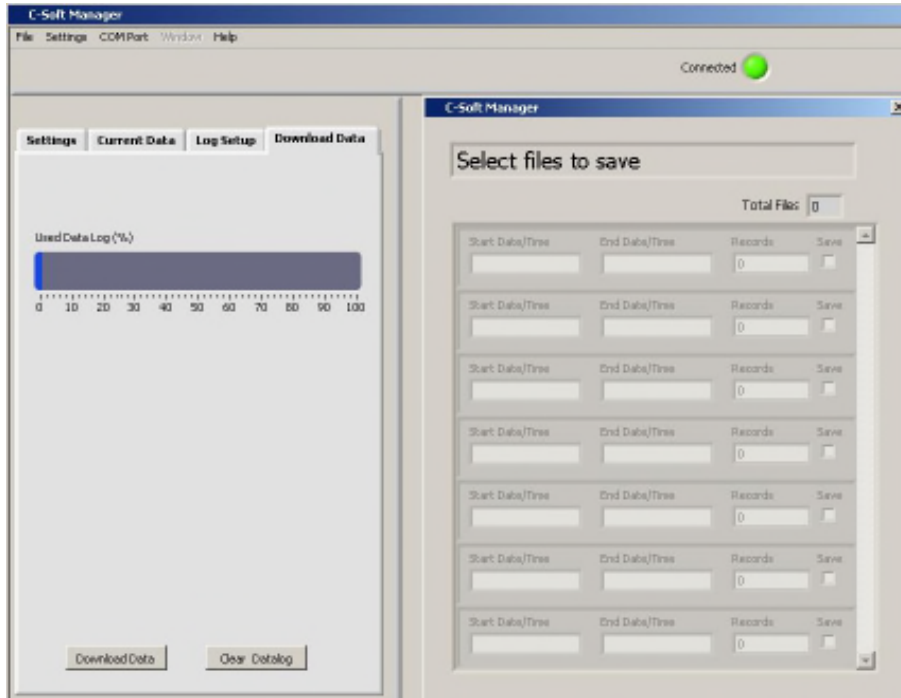 C-Soft Manager
File Settings COM Port Window Help
Connected
Settings Current Data Log Setup Download Data
Used Data Log (%)
0 10 20 30 40 50 60 70 80 90 100
Download Data Clear Datalog
C-Soft Manager
Select files to save
Total Files 0
Start Date/Time End Date/Time Records Save
0
Start Date/Time End Date/Time Records Save
0
Start Date/Time End Date/Time Records Save
0
Start Date/Time End Date/Time Records Save
0
Start Date/Time End Date/Time Records Save
0
Start Date/Time End Date/Time Records Save
0
Start Date/Time End Date/Time Records Save
0